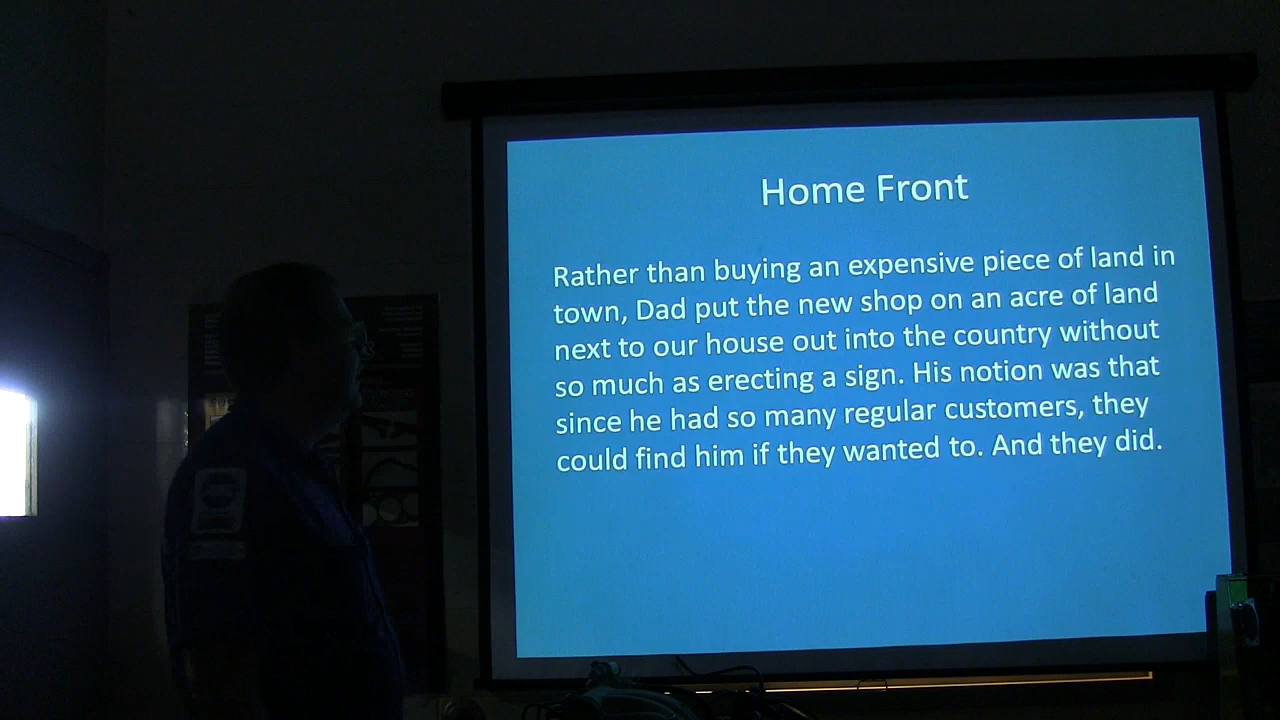 Home Front
Rather than buying an expensive piece of land in
town, Dad put the new shop on an acre of land
next to our house out into the country without
so much as erecting a sign. His notion was that
since he had so many regular customers, they
could find him if they wanted to. And they did.